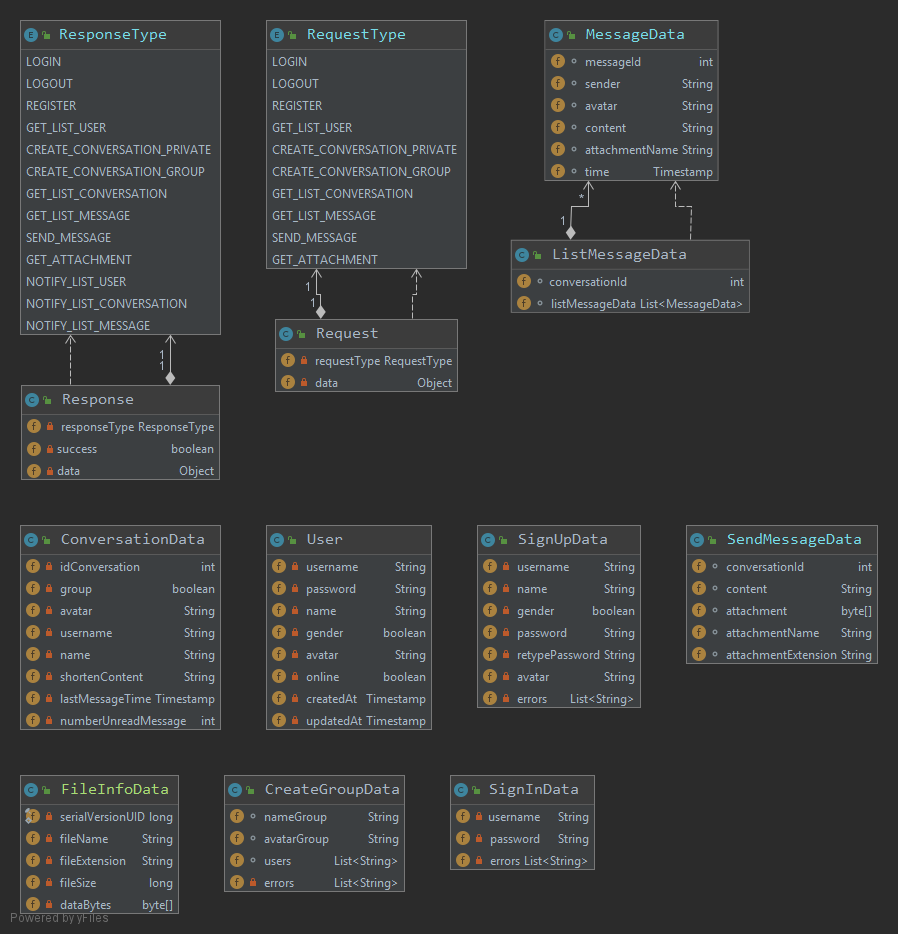 ResponseType
LOGIN
LOGOUT
REGISTER
GET_LIST_USER
CREATE_CONVERSATION_PRIVATE
CREATE_CONVERSATION_GROUP
GET_LIST_CONVERSATION
GET_LIST_MESSAGE
SEND_MESSAGE
GET_ATTACHMENT
NOTIFY_LIST_USER
NOTIFY_LIST_CONVERSATION
NOTIFY_LIST_MESSAGE
1
1
Response
responseType ResponseType
success boolean
data Object
RequestType
LOGIN
LOGOUT
REGISTER
GET_LIST_USER
CREATE_CONVERSATION_PRIVATE
CREATE_CONVERSATION_GROUP
GET_LIST_CONVERSATION
GET_LIST_MESSAGE
SEND_MESSAGE
GET_ATTACHMENT
1
1
Request
requestType RequestType
data Object
MessageData
messageId int
sender String
avatar String
content String
attachmentName String
time Timestamp
*
1
ListMessageData
conversationId int
listMessageData List<MessageData>
ConversationData
idConversation int
group boolean
avatar String
username String
name String
shortenContent String
lastMessageTime Timestamp
numberUnreadMessage int
User
username String
password String
name String
gender boolean
avatar String
online boolean
createdAt Timestamp
updatedAt Timestamp
SignUpData
username String
name String
gender boolean
password String
retypePassword String
avatar String
errors List<String>
SendMessageData
conversationId int
content String
attachment byte[]
attachmentName String
attachmentExtension String
FileInfoData
serialVersionUID long
fileName String
fileExtension String
fileSize long
dataBytes byte[]
CreateGroupData
nameGroup String
avatarGroup String
users List<String>
errors List<String>
SignInData
username String
password String
errors List<String>
Powered by yFiles